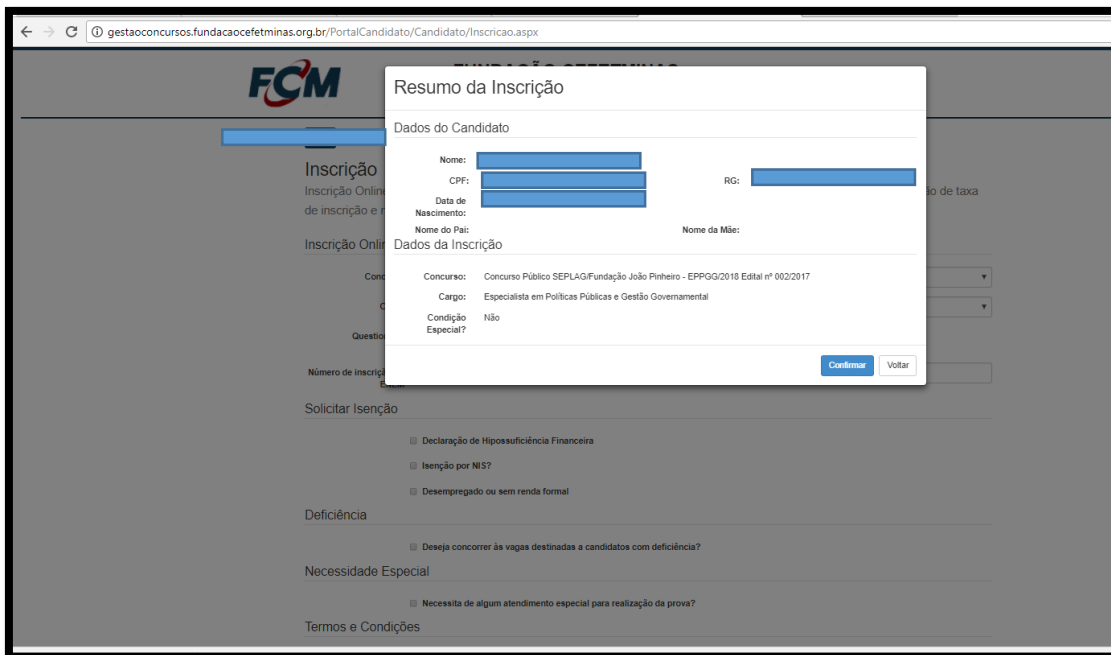 gestaoconcursos.fundacaocefetminas.org.br/PortalCandidato/Candidato/Inscricao.aspx
FCM
Resumo da Inscrição
Dados do Candidato
Nome:
CPF:
RG:
Data de
Nascimento:
Nome do Pai:
Nome da Mãe:
Dados da Inscrição
Concurso: Concurso Público SEPLAG/Fundação João Pinheiro - EPPGG/2018 Edital nº 002/2017
Cargo: Especialista em Políticas Públicas e Gestão Governamental
Condição Não
Especial?
Confirmar Voltar
Inscrição
Inscrição Online
de taxa
de inscrição e
Número de
Solicitar Isenção
Declaração de Hipossuficiência Financeira
Isenção por NIS?
Desempregado ou sem renda formal
Deficiência
Deseja concorrer às vagas destinadas a candidatos com deficiência?
Necessidade Especial
Necessita de algum atendimento especial para realização da prova?
Termos e Condições